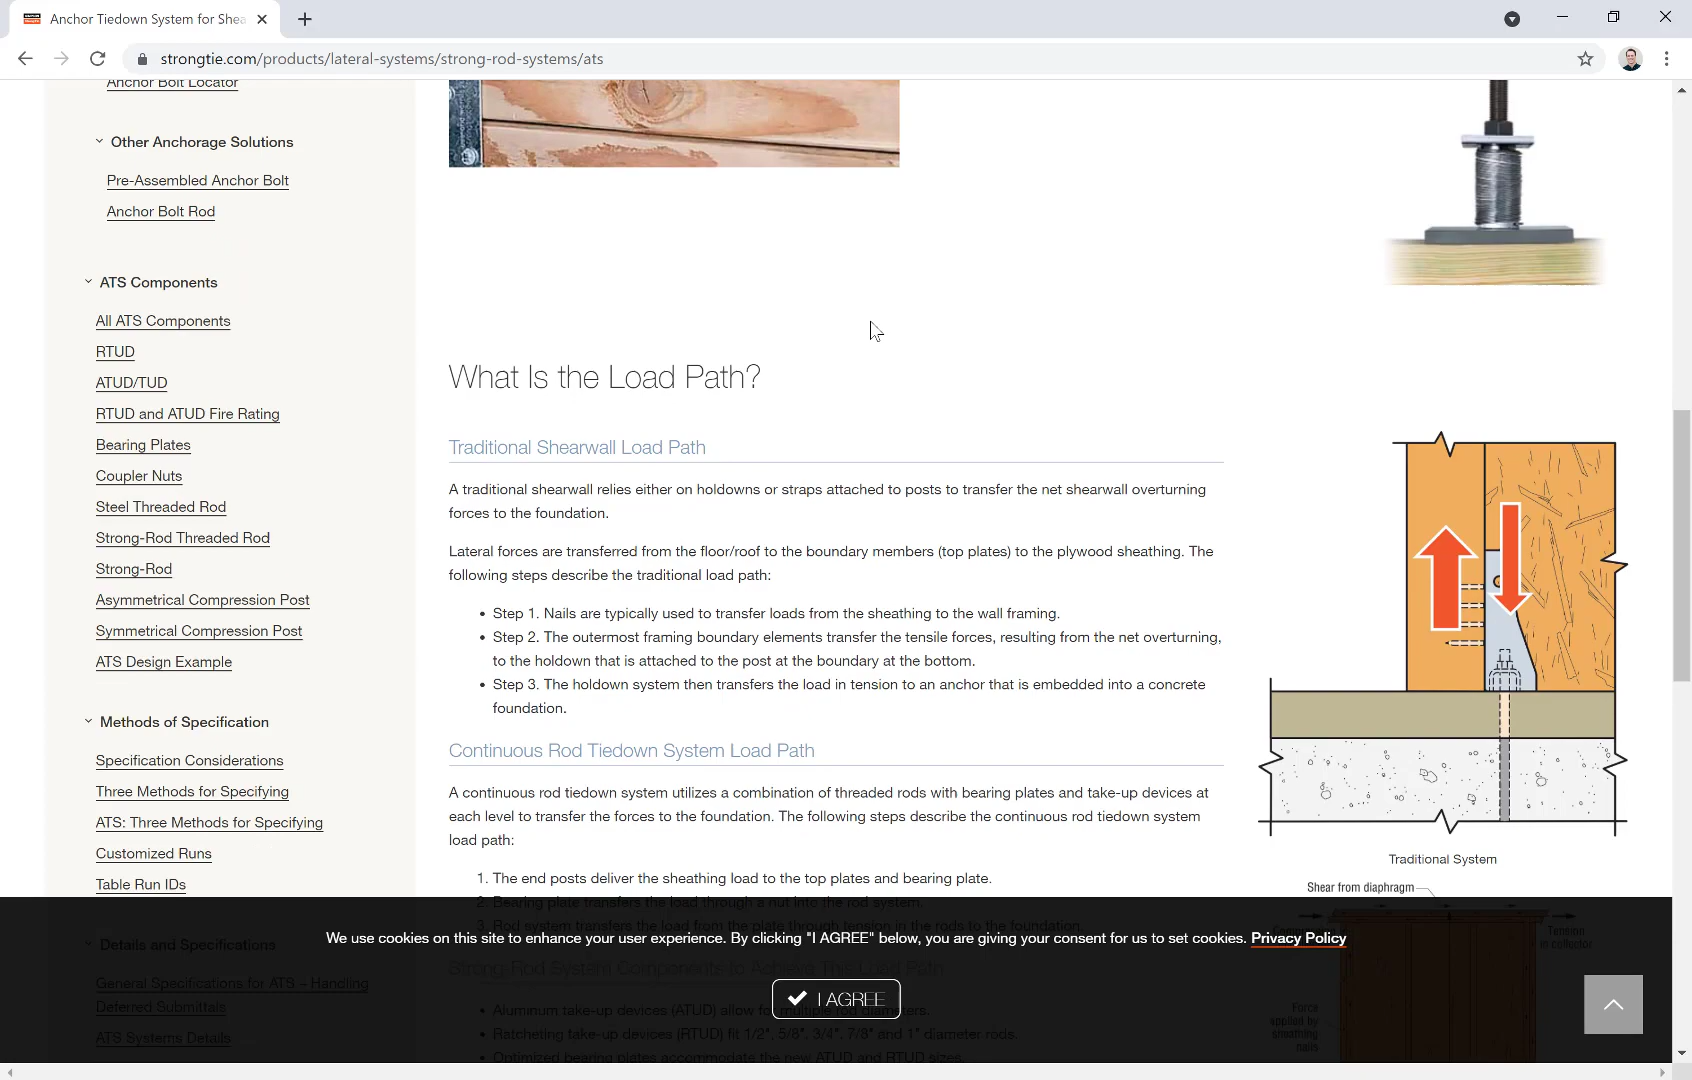 Anchor Tiedown System for Shea
strongtie.com/products/lateral-systems/strong-rod-systems/ats
Anchor Bolt Locator
Other Anchorage Solutions
Pre-Assembled Anchor Bolt
Anchor Bolt Rod
ATS Components
All ATS Components
RTUD
ATUD/TUD
RTUD and ATUD Fire Rating
Bearing Plates
Coupler Nuts
Steel Threaded Rod
Strong-Rod Threaded Rod
Strong-Rod
Asymmetrical Compression Post
Symmetrical Compression Post
ATS Design Example
Methods of Specification
Specification Considerations
Three Methods for Specifying
ATS: Three Methods for Specifying
Customized Runs
Table Run IDs
Details and Specifications
General Specifications for ATS – Handling
Deferred Submittals
ATS Systems Details
What Is the Load Path?
Traditional Shearwall Load Path
A traditional shearwall relies either on holdowns or straps attached to posts to transfer the net shearwall overturning
forces to the foundation.
Lateral forces are transferred from the floor/roof to the boundary members (top plates) to the plywood sheathing. The
following steps describe the traditional load path:
• Step 1. Nails are typically used to transfer loads from the sheathing to the wall framing.
• Step 2. The outermost framing boundary elements transfer the tensile forces, resulting from the net overturning,
to the holdown that is attached to the post at the boundary at the bottom.
• Step 3. The holdown system then transfers the load in tension to an anchor that is embedded into a concrete
foundation.
Continuous Rod Tiedown System Load Path
A continuous rod tiedown system utilizes a combination of threaded rods with bearing plates and take-up devices at
each level to transfer the forces to the foundation. The following steps describe the continuous rod tiedown system
load path:
1. The end posts deliver the sheathing load to the top plates and bearing plate.
2. Bearing plate transfers the load through a nut into the rod system.
3. Rod system transfers the load from the plate through tension in the rods to the foundation.
Strong-Rod System Components to Achieve This Load Path
• Aluminum take-up devices (ATUD) allow for multiple rod diameters.
• Ratcheting take-up devices (RTUD) fit 1/2", 5/8", 3/4", 7/8" and 1" diameter rods.
• Optimized bearing plates accommodate the new ATUD and RTUD sizes.
Traditional System
Shear from diaphragm
Tension
in collector
Force
applied by
sheathing
nails
We use cookies on this site to enhance your user experience. By clicking "I AGREE" below, you are giving your consent for us to set cookies. Privacy Policy
I AGREE